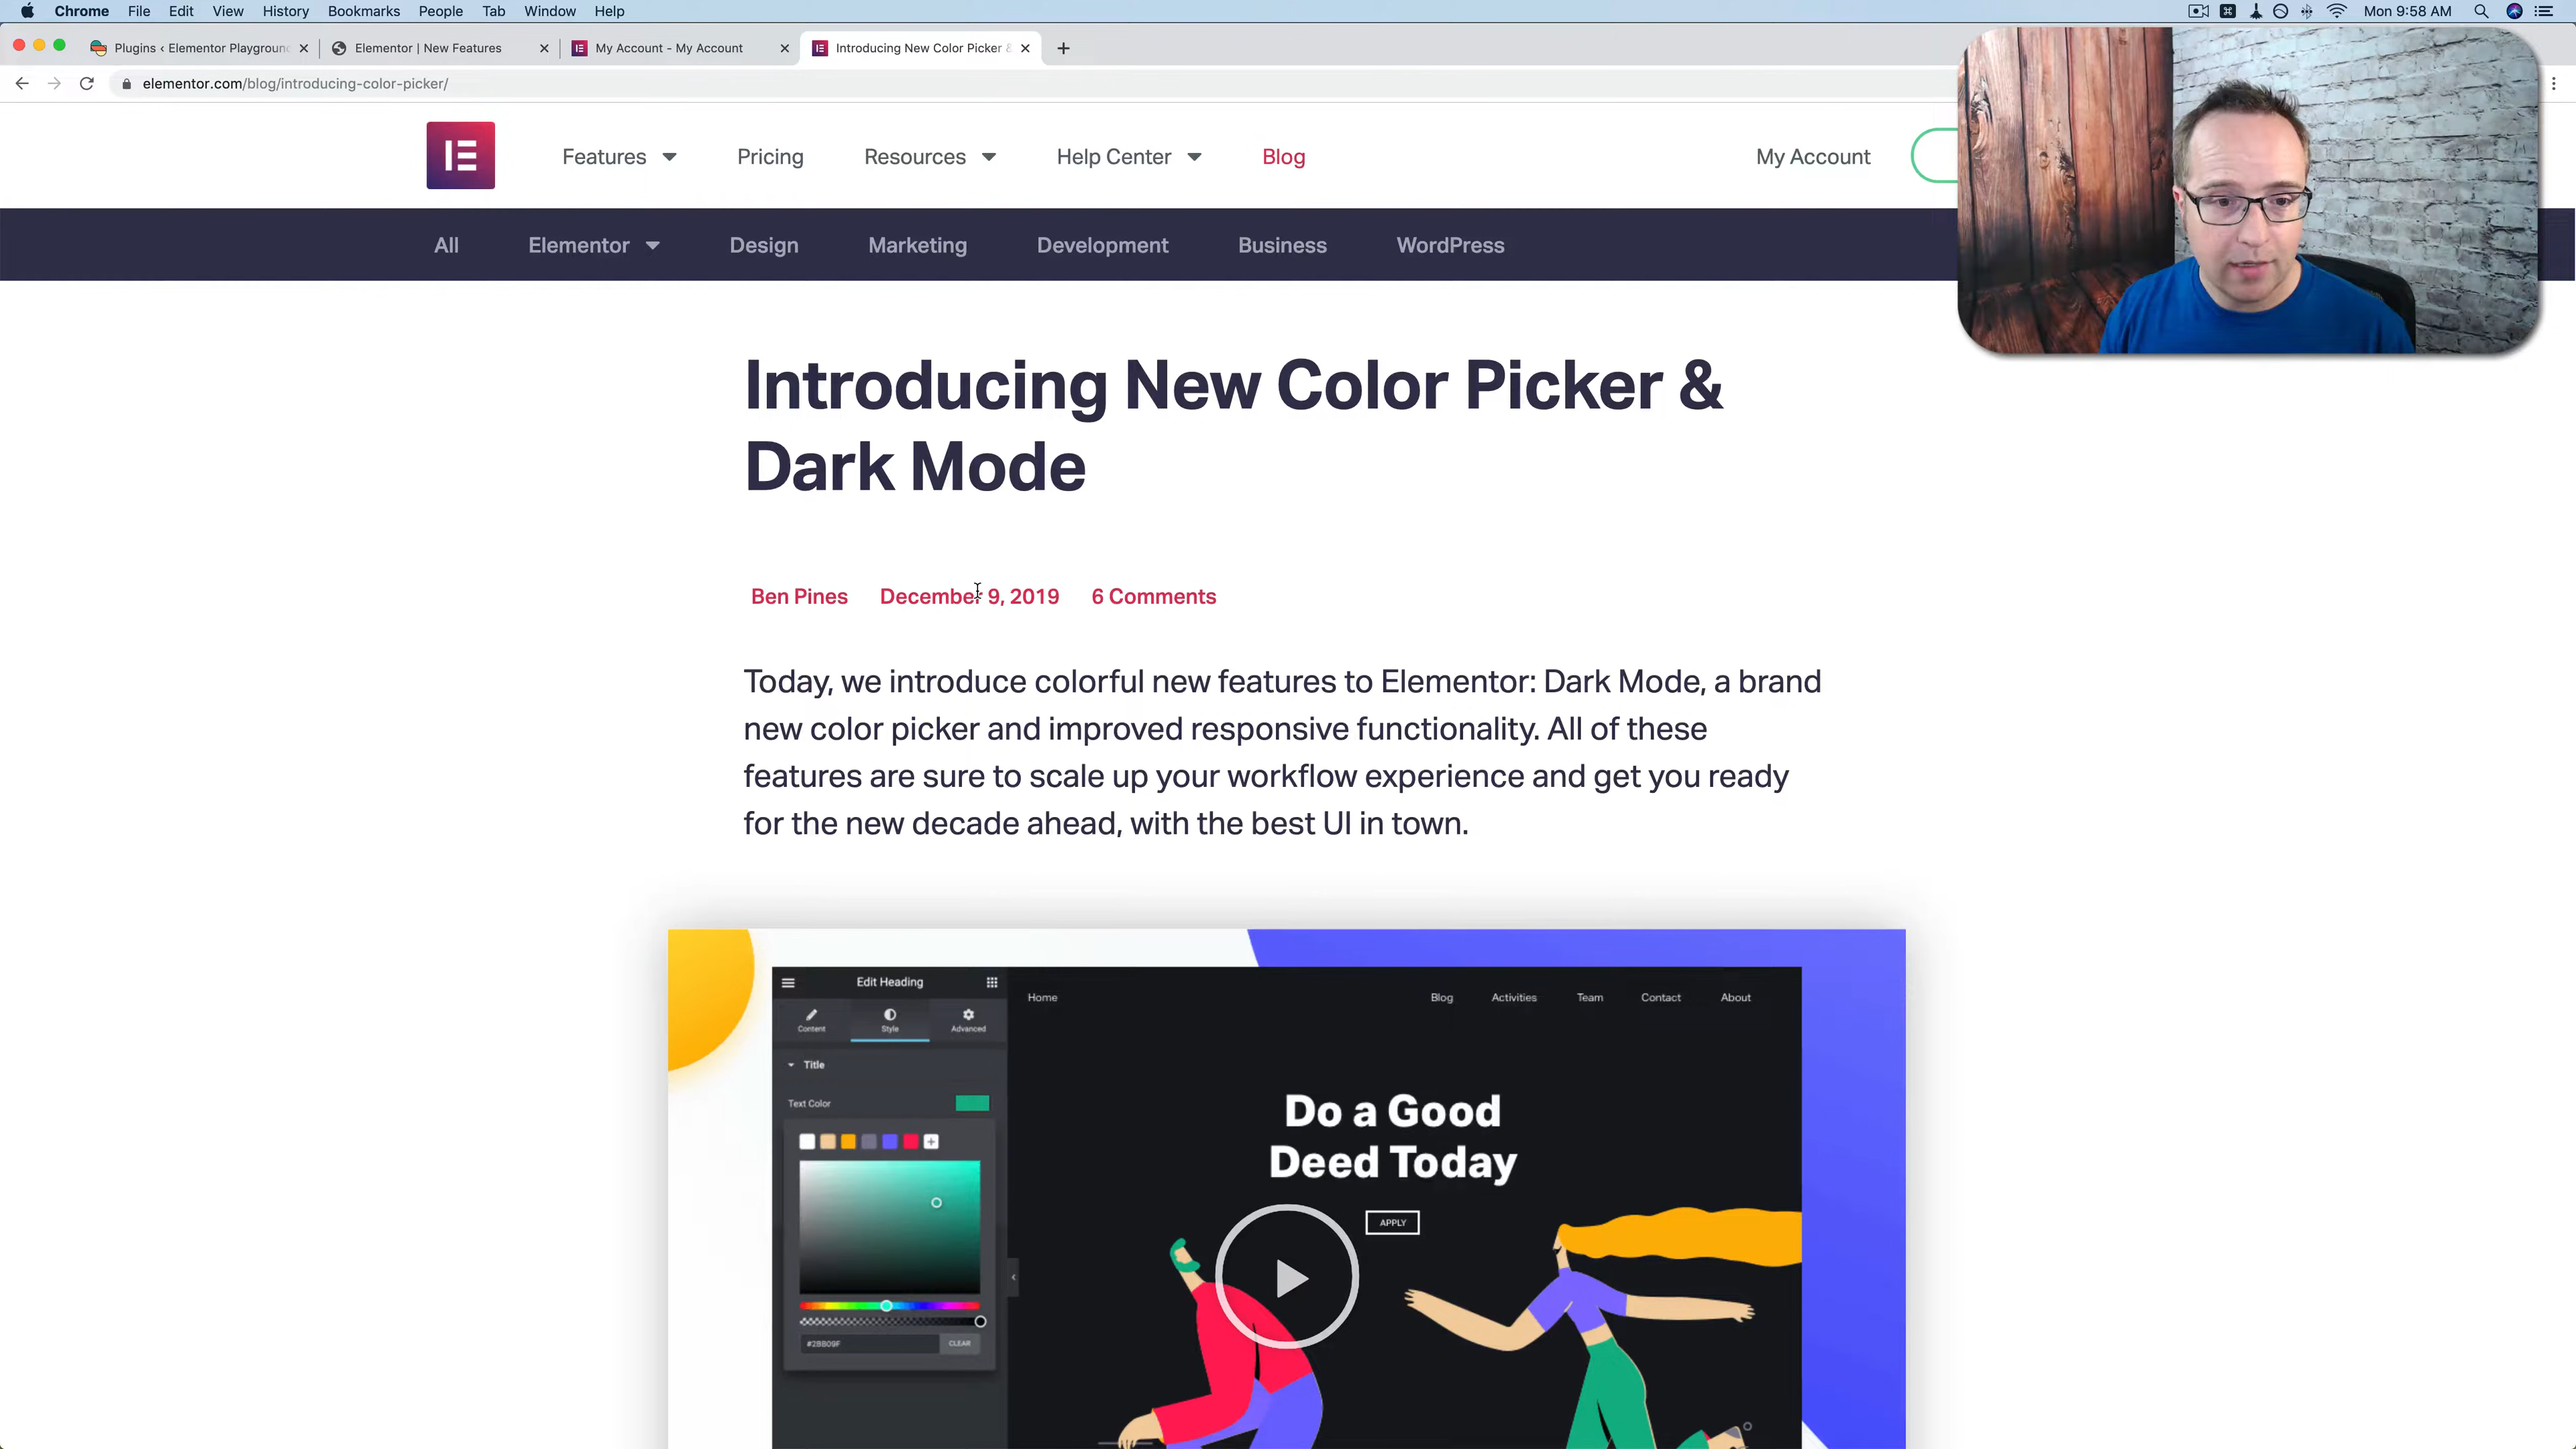 Chrome File Edit View History Bookmarks People Tab Window Help
Mon 9:58 AM
Plugins ‹ Elementor Playground
Elementor | New Features
My Account - My Account
Introducing New Color Picker &
elementor.com/blog/introducing-color-picker/
Features Pricing Resources Help Center Blog My Account
All Elementor Design Marketing Development Business WordPress
Introducing New Color Picker &
Dark Mode
Ben Pines December 9, 2019 6 Comments
Today, we introduce colorful new features to Elementor: Dark Mode, a brand
new color picker and improved responsive functionality. All of these
features are sure to scale up your workflow experience and get you ready
for the new decade ahead, with the best UI in town.
Edit Heading
Home Blog Activities Team Contact About
Content Style Advanced
Title
Text Color
Do a Good
Deed Today
APPLY
#2BB09F CLEAR